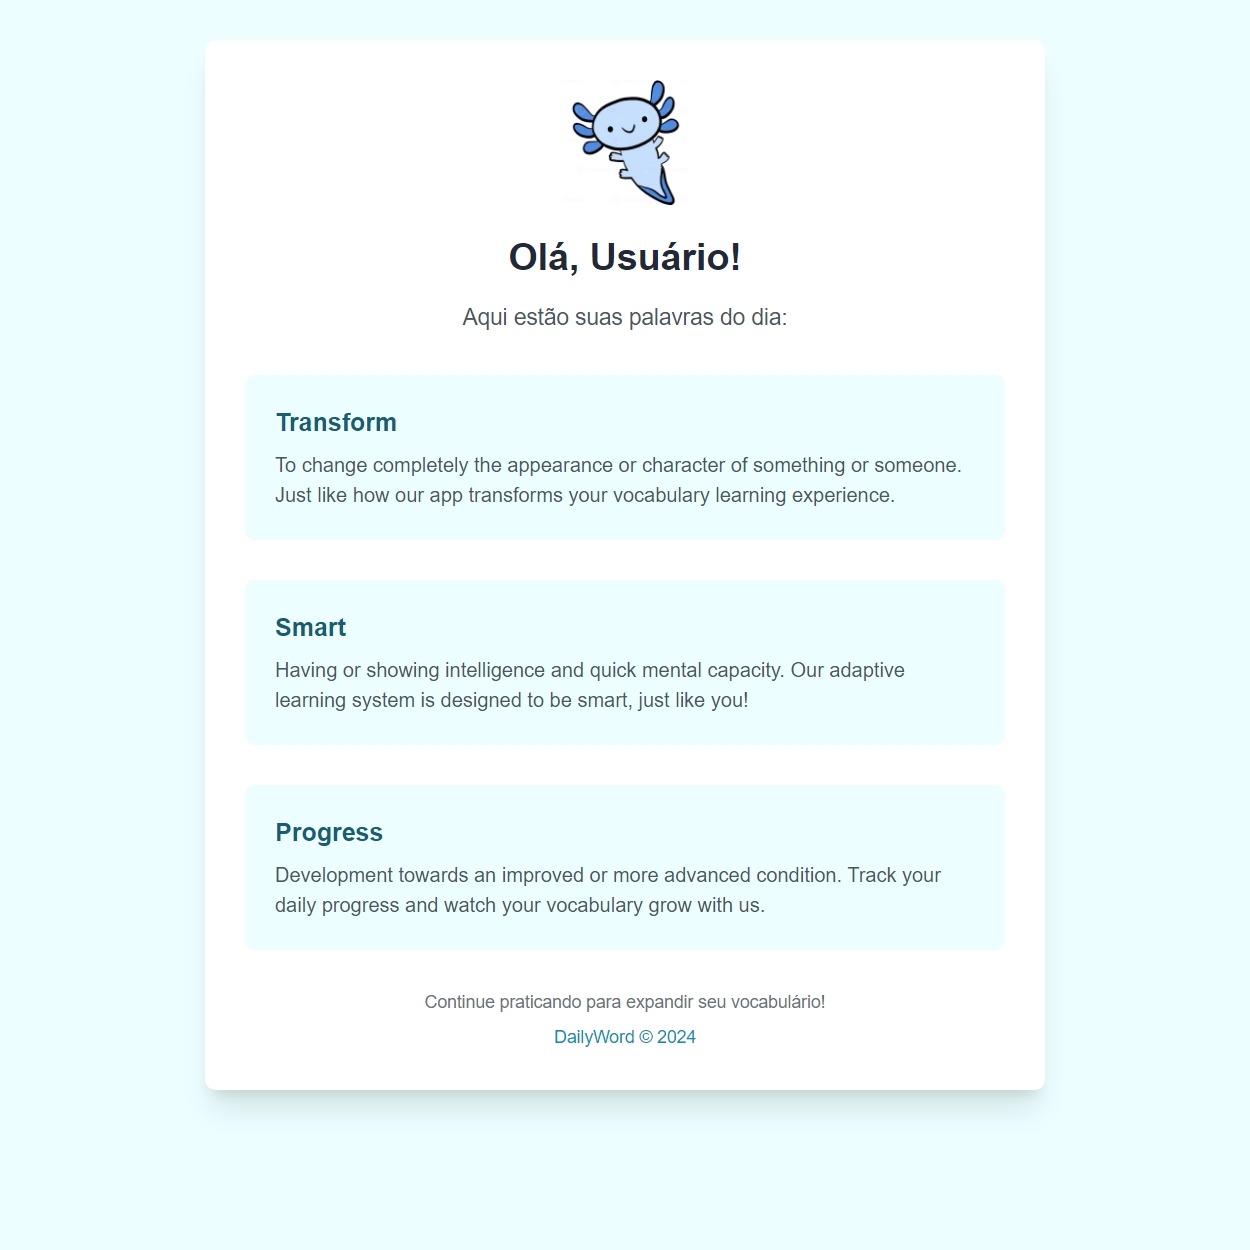 Olá, Usuário!
Aqui estão suas palavras do dia:
Transform
To change completely the appearance or character of something or someone.
Just like how our app transforms your vocabulary learning experience.
Smart
Having or showing intelligence and quick mental capacity. Our adaptive
learning system is designed to be smart, just like you!
Progress
Development towards an improved or more advanced condition. Track your
daily progress and watch your vocabulary grow with us.
Continue praticando para expandir seu vocabulário!
DailyWord © 2024